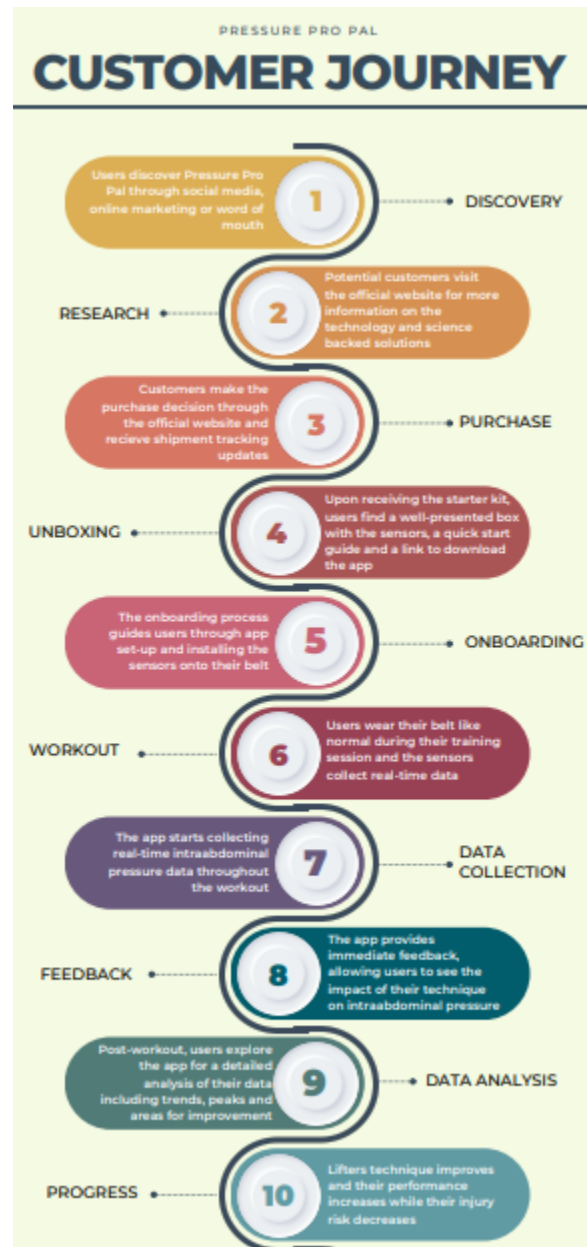 PRESSURE PRO PAL
CUSTOMER JOURNEY
Users discover Pressure Pro
Pal through social media,
online marketing or word of
mouth
1
DISCOVERY
RESEARCH
2
Potential customers visit
the official website for more
information on the
technology and science
backed solutions
Customers make the
purchase decision through
the official website and
recieve shipment tracking
updates
3
PURCHASE
UNBOXING
4
Upon receiving the starter kit,
users find a well-presented box
with the sensors, a quick start
guide and a link to download
the app
The onboarding process
guides users through app
set-up and installing the
sensors onto their belt
5
ONBOARDING
WORKOUT
6
Users wear their belt like
normal during their training
session and the sensors
collect real-time data
The app starts collecting
real-time intraabdominal
pressure data throughout
the workout
7
DATA
COLLECTION
FEEDBACK
8
The app provides
immediate feedback,
allowing users to see the
impact of their technique
on intraabdominal pressure
Post-workout, users explore
the app for a detailed
analysis of their data
including trends, peaks and
areas for improvement
9
DATA ANALYSIS
PROGRESS
10
Lifters technique improves
and their performance
increases while their injury
risk decreases